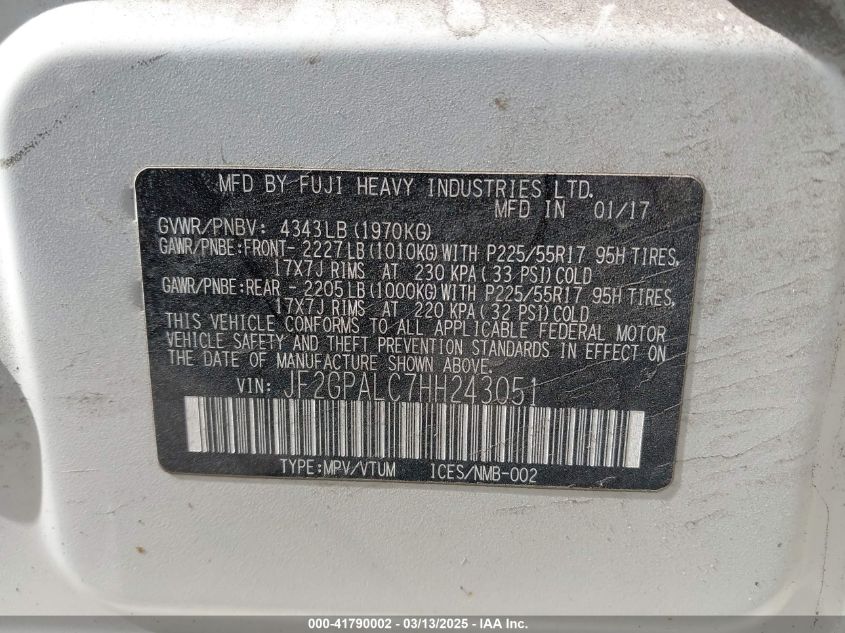 MFD BY FUJI HEAVY INDUSTRIES LTD.
MFD IN 01/17
GVWR/PNBV: 4343LB (1970KG)
GAWR/PNBE:FRONT- 2227LB (1010KG) WITH P225/55R17 95H TIRES,
17X7J RIMS AT 230 KPA ( 33 PSI) COLD
GAWR/PNBE:REAR - 2205LB (1000KG) WITH P225/55R17 95H TIRES,
17X7J RIMS AT 220 KPA ( 32 PSI) COLD
THIS VEHICLE CONFORMS TO ALL APPLICABLE FEDERAL MOTOR
VEHICLE SAFETY AND THEFT PREVENTION STANDARDS IN EFFECT ON
THE DATE OF MANUFACTURE SHOWN ABOVE.
VIN: JF2GPALC7HH243051
TYPE:MPV/VTUM ICES/NMB-002
000-41790002 - 03/13/2025 - IAA Inc.